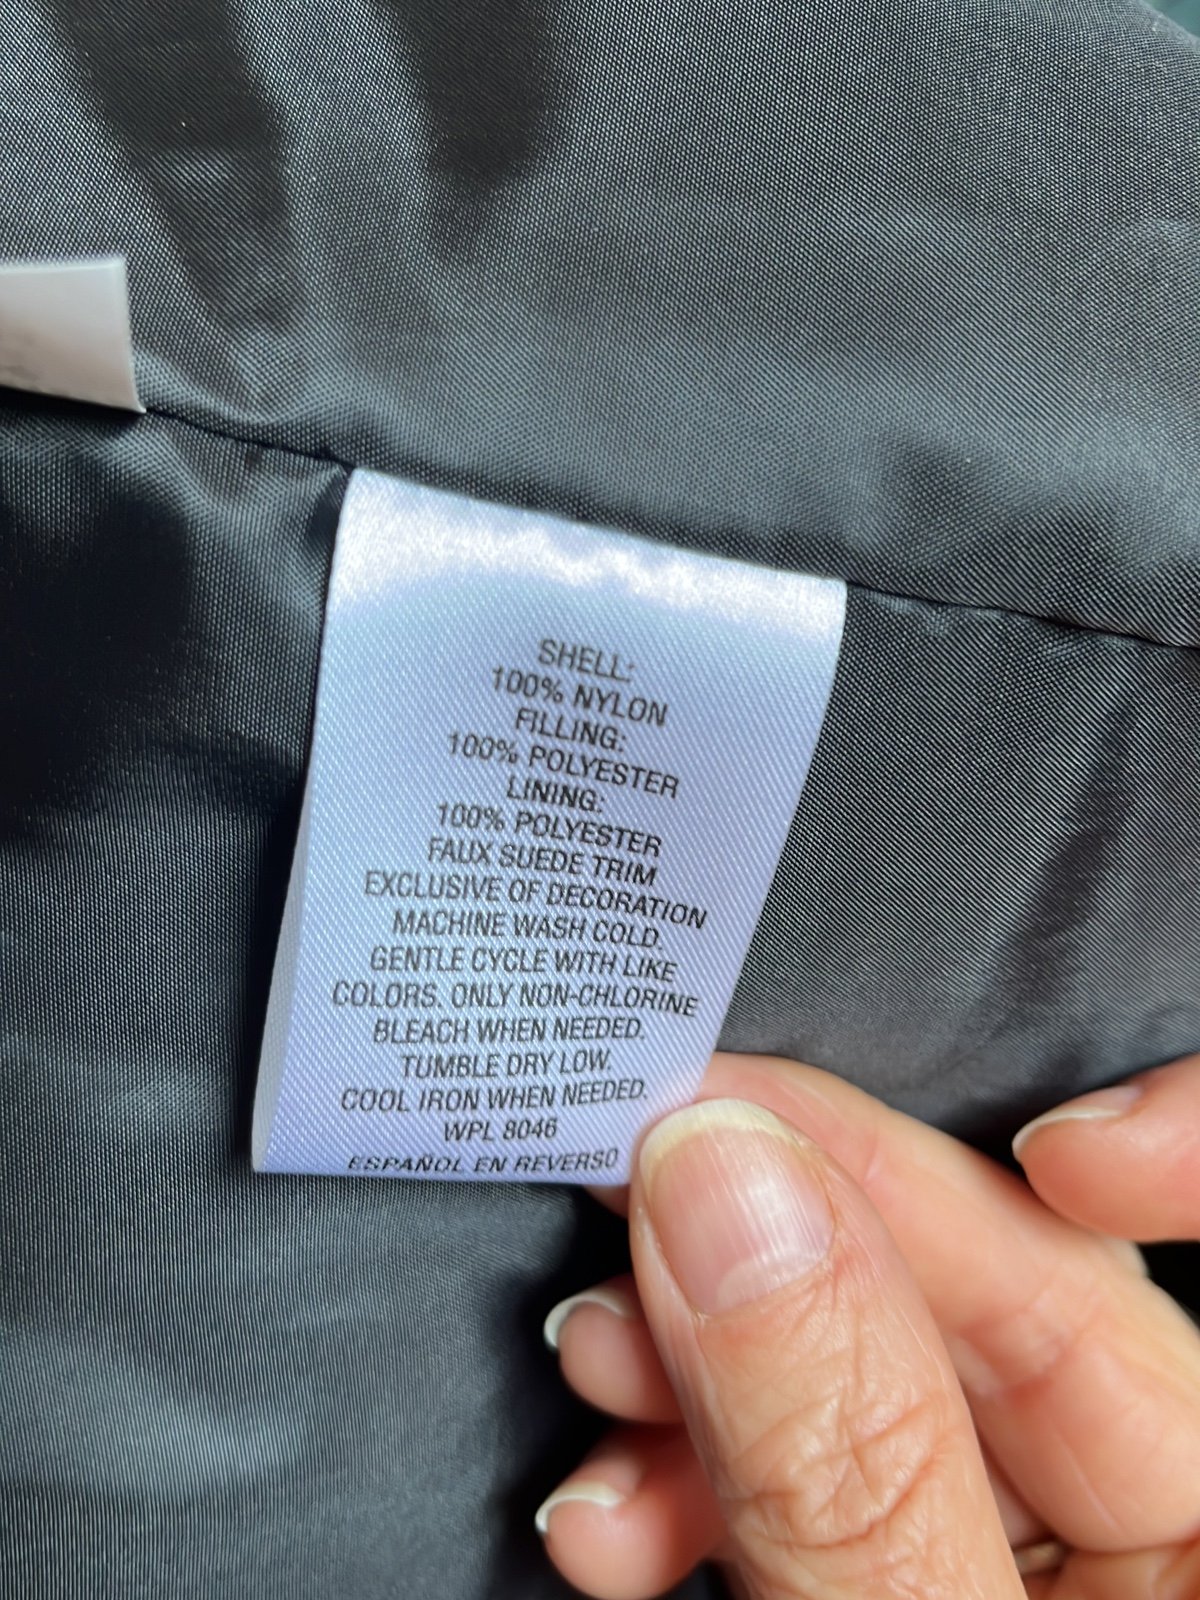 SHELL:
100% NYLON
FILLING:
100% POLYESTER
LINING:
100% POLYESTER
FAUX SUEDE TRIM
EXCLUSIVE OF DECORATION
MACHINE WASH COLD.
GENTLE CYCLE WITH LIKE
COLORS. ONLY NON-CHLORINE
BLEACH WHEN NEEDED.
TUMBLE DRY LOW.
COOL IRON WHEN NEEDED.
WPL 8046
ESPAÑOL EN REVERSO